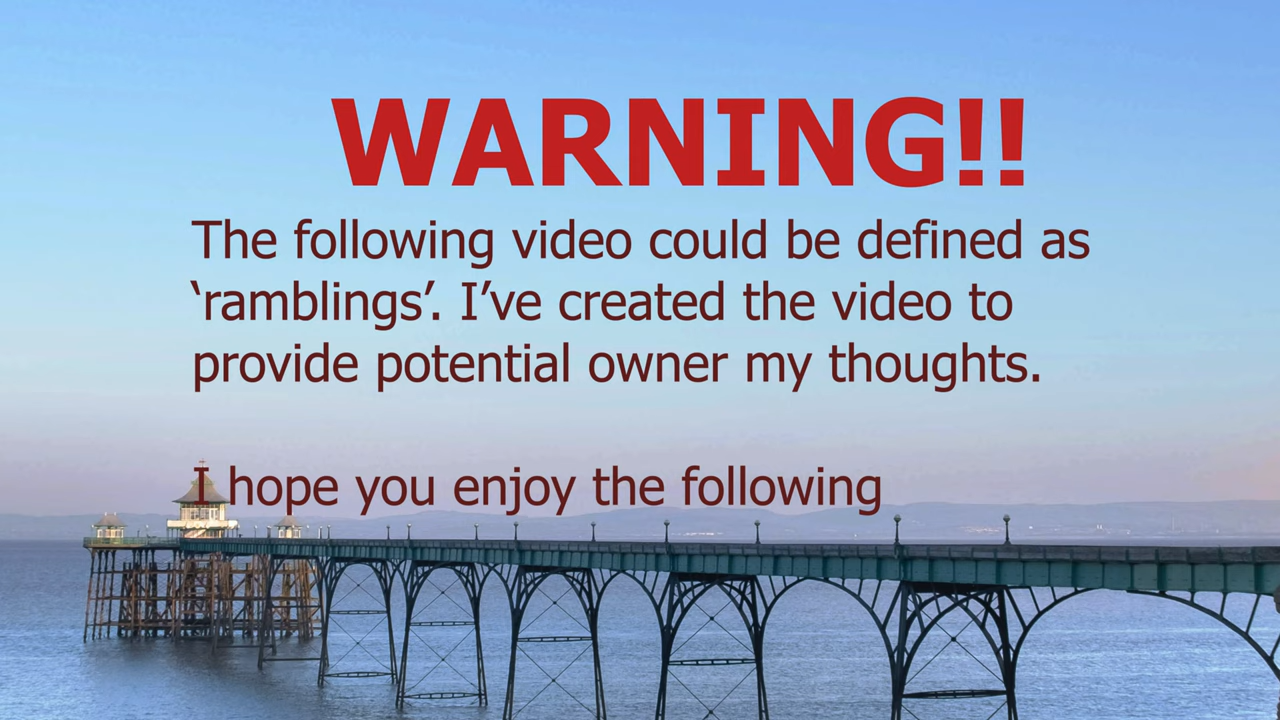 WARNING!!
The following video could be defined as
‘ramblings’. I’ve created the video to
provide potential owner my thoughts.
I hope you enjoy the following